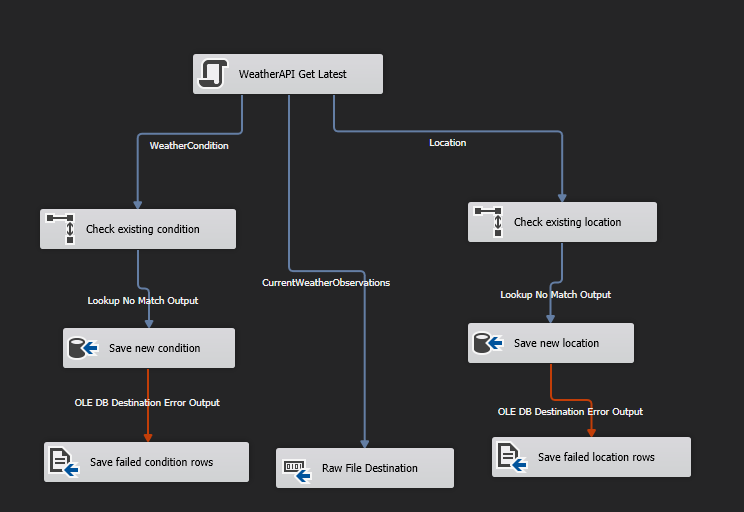 WeatherAPI Get Latest
WeatherCondition
Location
Check existing condition
Check existing location
CurrentWeatherObservations
Lookup No Match Output
Lookup No Match Output
Save new condition
Save new location
OLE DB Destination Error Output
OLE DB Destination Error Output
Save failed condition rows
Raw File Destination
Save failed location rows